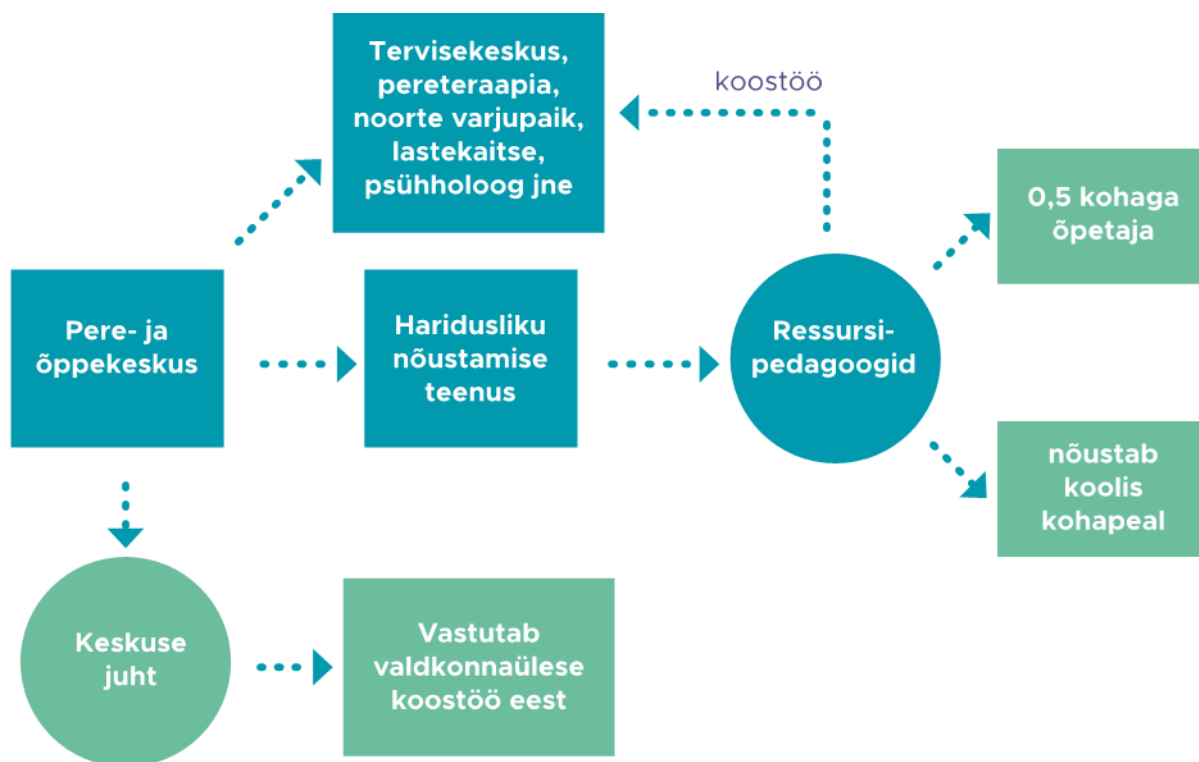 Tervisekeskus,
pereteraapia,
noorte varjupaik,
lastekaitse,
psühholoog jne
koostöö
0,5 kohaga
õpetaja
Pere- ja
õppekeskus
Haridusliku
nõustamise
teenus
Ressursi-
pedagoogid
nõustab
koolis
kohapeal
Keskuse
juht
Vastutab
valdkonnaülese
koostöö eest